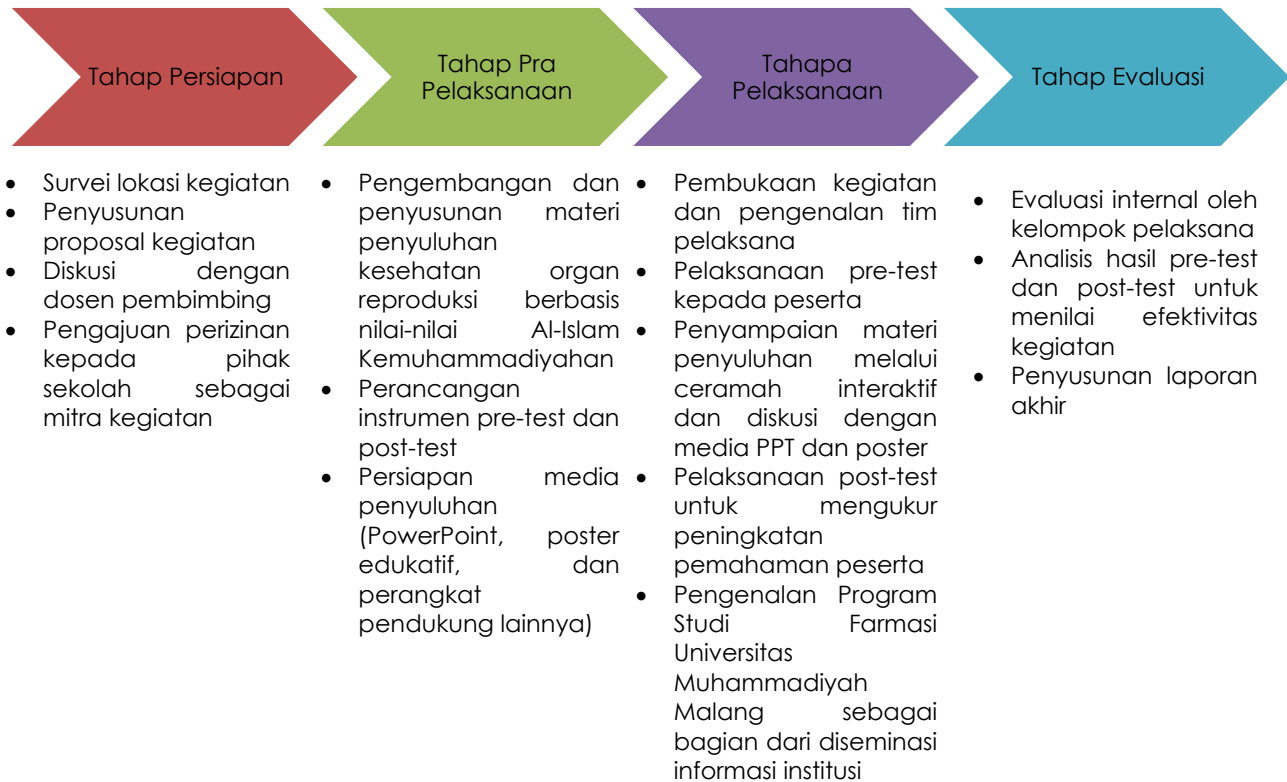 Tahap Persiapan
Tahap Pra
Pelaksanaan
Tahapa
Pelaksanaan
Tahap Evaluasi
• Survei lokasi kegiatan
• Penyusunan
proposal kegiatan
• Diskusi dengan
dosen pembimbing
• Pengajuan perizinan
kepada pihak
sekolah sebagai
mitra kegiatan
• Pengembangan dan
penyusunan materi
penyuluhan
kesehatan organ
reproduksi berbasis
nilai-nilai Al-Islam
Kemuhammadiyahan
• Perancangan
instrumen pre-test dan
post-test
• Persiapan media
penyuluhan
(PowerPoint, poster
edukatif, dan
perangkat
pendukung lainnya)
• Pembukaan kegiatan
dan pengenalan tim
pelaksana
• Pelaksanaan pre-test
kepada peserta
• Penyampaian materi
penyuluhan melalui
ceramah interaktif
dan diskusi dengan
media PPT dan poster
• Pelaksanaan post-test
untuk mengukur
peningkatan
pemahaman peserta
• Pengenalan Program
Studi Farmasi
Universitas
Muhammadiyah
Malang sebagai
bagian dari diseminasi
informasi institusi
• Evaluasi internal oleh
kelompok pelaksana
• Analisis hasil pre-test
dan post-test untuk
menilai efektivitas
kegiatan
• Penyusunan laporan
akhir